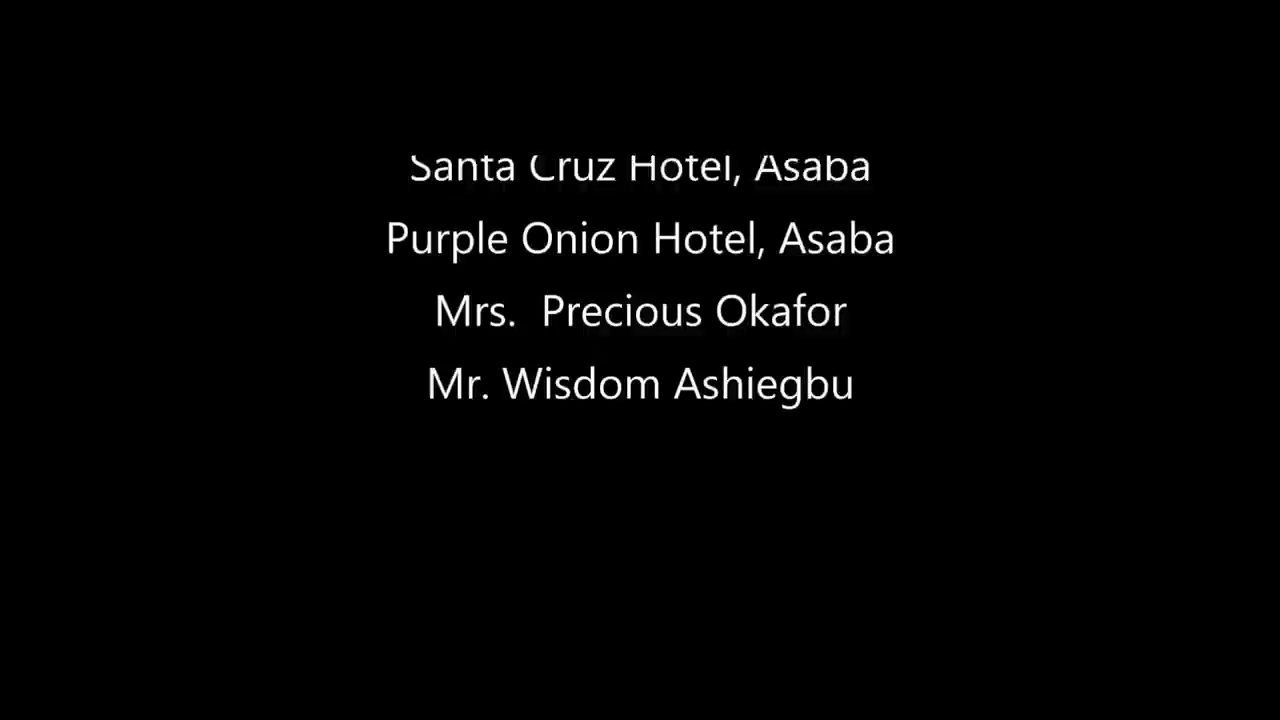 Santa Cruz Hotel, Asaba
Purple Onion Hotel, Asaba
Mrs.  Precious Okafor
Mr. Wisdom Ashiegbu